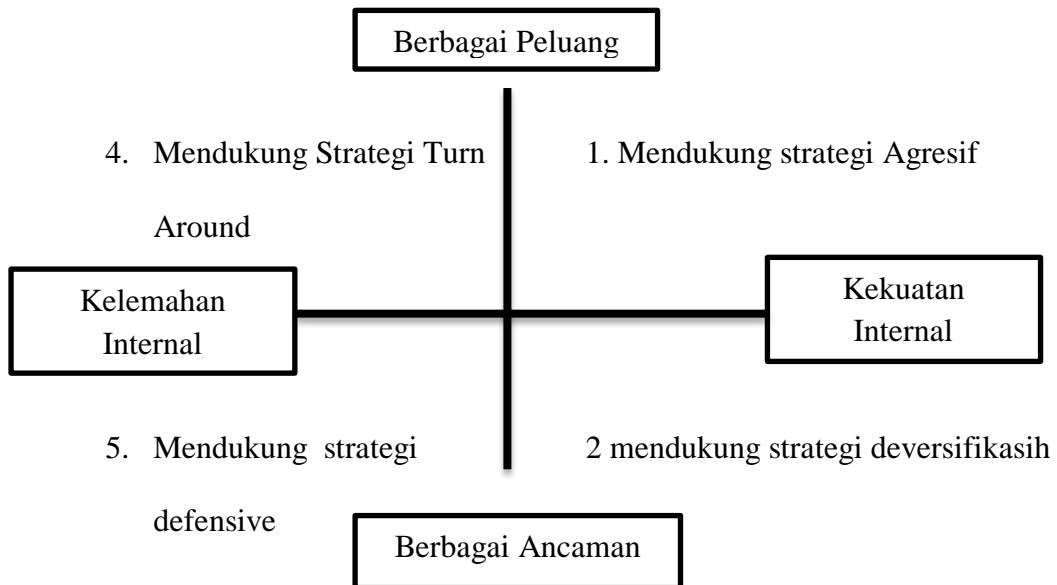 Berbagai Peluang
4. Mendukung Strategi Turn
Around
1. Mendukung strategi Agresif
Kelemahan
Internal
Kekuatan
Internal
5. Mendukung strategi
defensive
2 mendukung strategi deversifikasih
Berbagai Ancaman